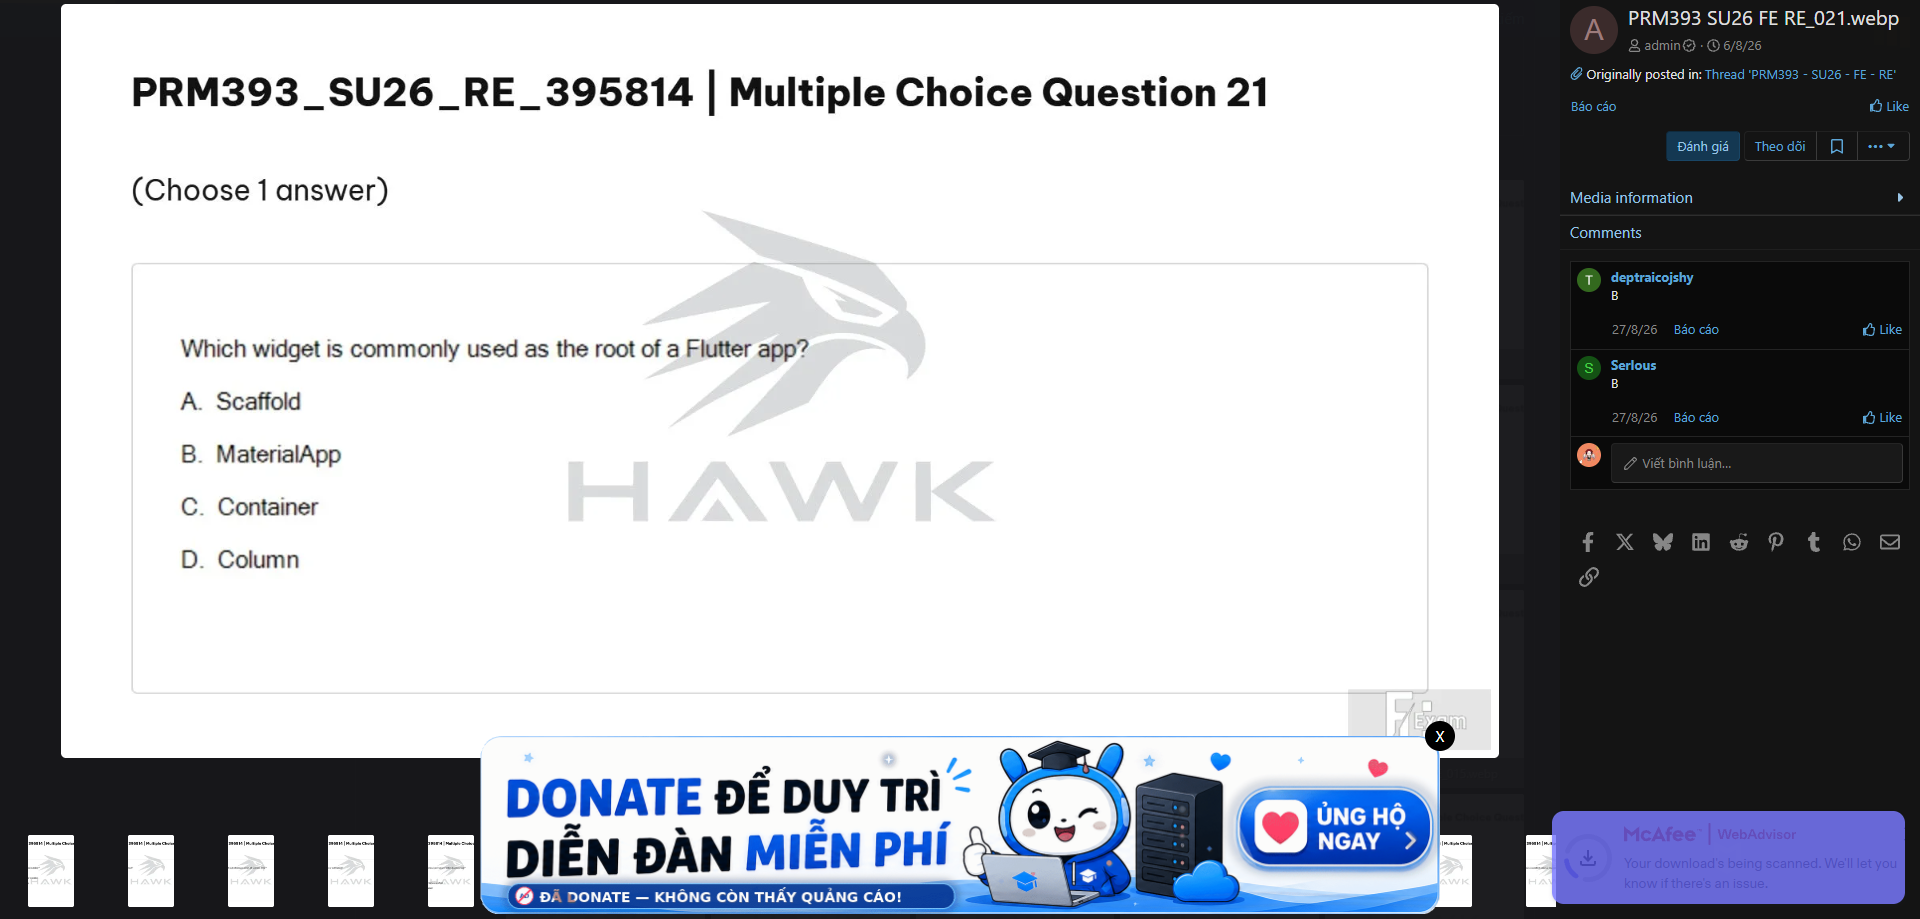 PRM393_SU26_RE_395814 | Multiple Choice Question 21
(Choose 1 answer)
Which widget is commonly used as the root of a Flutter app?
A. Scaffold
B. MaterialApp
C. Container
D. Column
HAWK
Exam
X
DONATE ĐỂ DUY TRÌ
DIỄN ĐÀN MIỄN PHÍ
ĐÃ DONATE — KHÔNG CÒN THẤY QUẢNG CÁO!
ỦNG HỘ
NGAY
A
PRM393 SU26 FE RE_021.webp
admin · 6/8/26
Originally posted in: Thread 'PRM393 - SU26 - FE - RE'
Báo cáo
Like
Đánh giá
Theo dõi
Media information
Comments
T
deptraicojshy
B
27/8/26 Báo cáo
Like
S
Serlous
B
27/8/26 Báo cáo
Like
Viết bình luận...
McAfee | WebAdvisor
Your download's being scanned. We'll let you
know if there's an issue.